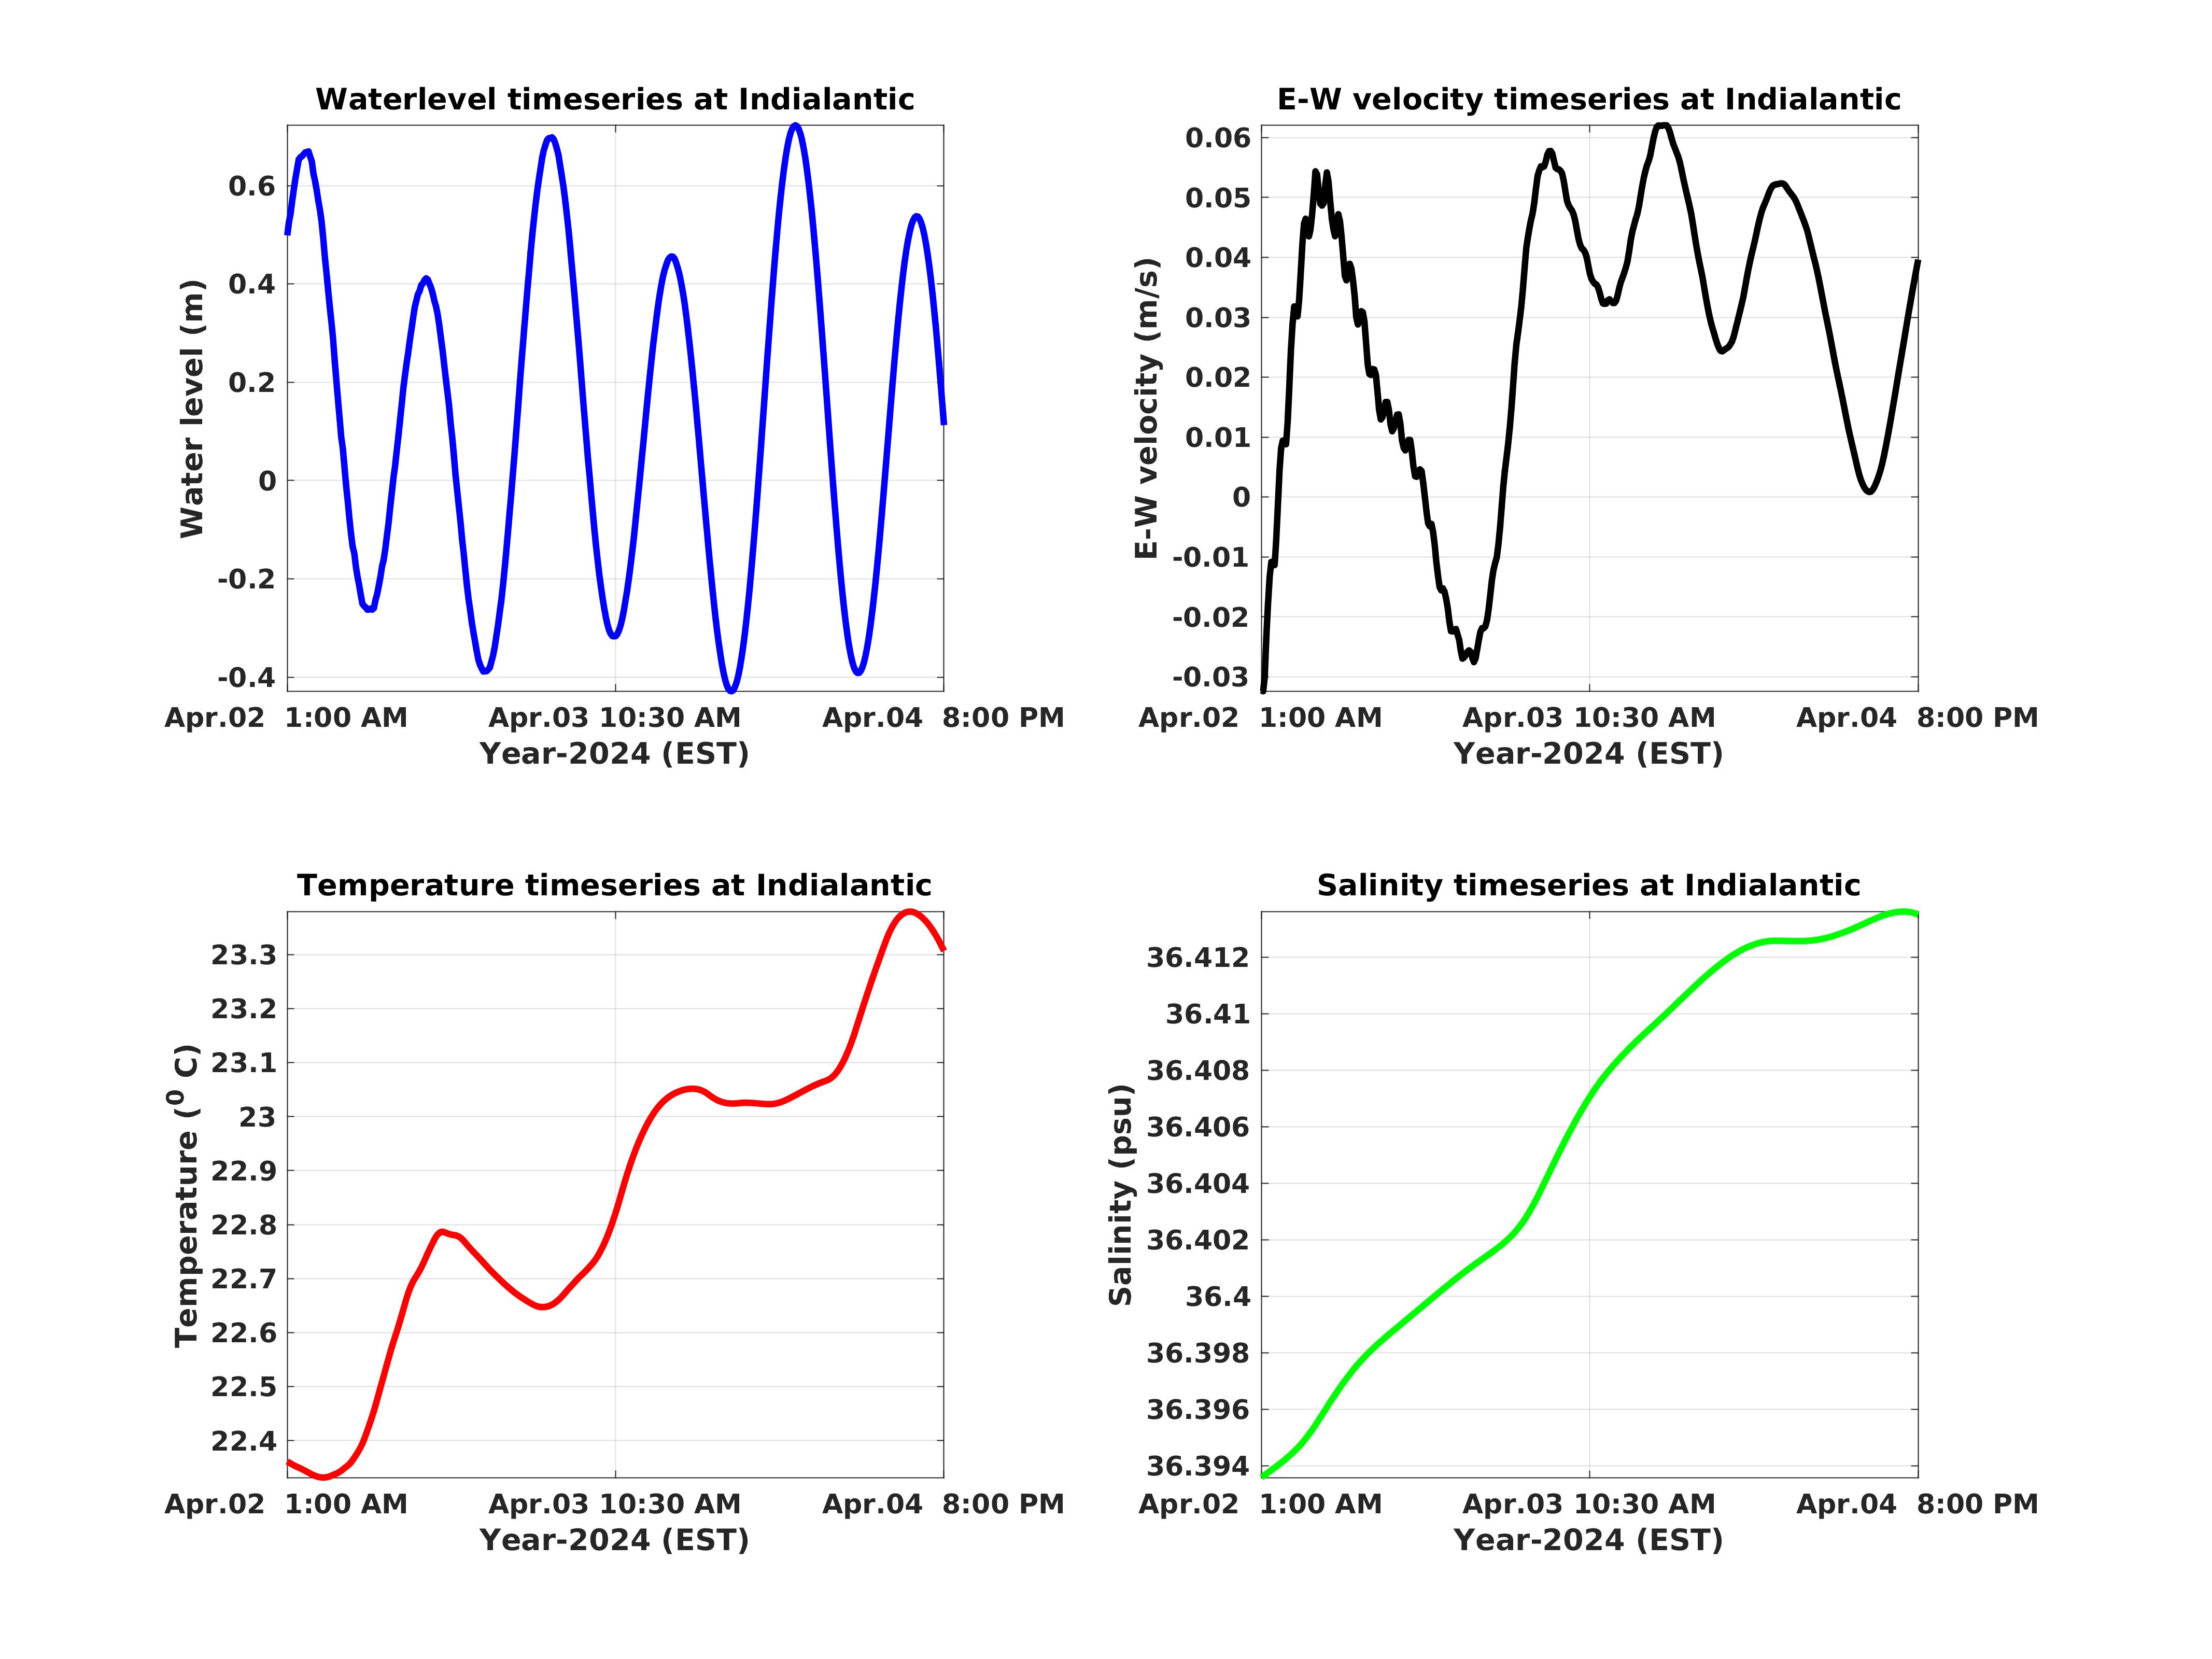 Waterlevel timeseries at Indialantic
0.6
0.4
0.2
0
-0.2
-0.4
Water level (m)
Apr.02 1:00 AM
Apr.03 10:30 AM
Apr.04 8:00 PM
Year-2024 (EST)
E-W velocity timeseries at Indialantic
0.06
0.05
0.04
0.03
0.02
0.01
0
-0.01
-0.02
-0.03
E-W velocity (m/s)
Apr.02 1:00 AM
Apr.03 10:30 AM
Apr.04 8:00 PM
Year-2024 (EST)
Temperature timeseries at Indialantic
23.3
23.2
23.1
23
22.9
22.8
22.7
22.6
22.5
22.4
Temperature (⁰ C)
Apr.02 1:00 AM
Apr.03 10:30 AM
Apr.04 8:00 PM
Year-2024 (EST)
Salinity timeseries at Indialantic
36.412
36.41
36.408
36.406
36.404
36.402
36.4
36.398
36.396
36.394
Salinity (psu)
Apr.02 1:00 AM
Apr.03 10:30 AM
Apr.04 8:00 PM
Year-2024 (EST)